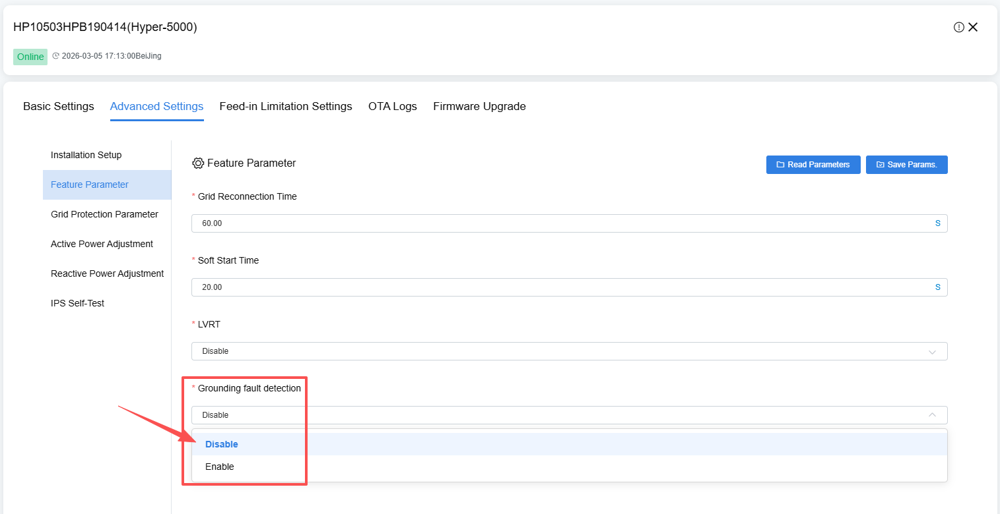 HP10503HPB190414(Hyper-5000)
Online 2026-03-05 17:13:00BeiJing
Basic Settings Advanced Settings Feed-in Limitation Settings OTA Logs Firmware Upgrade
Installation Setup
Feature Parameter
Grid Protection Parameter
Active Power Adjustment
Reactive Power Adjustment
IPS Self-Test
Feature Parameter
Read Parameters Save Params.
* Grid Reconnection Time
60.00 S
* Soft Start Time
20.00 S
* LVRT
Disable
* Grounding fault detection
Disable
Disable
Enable